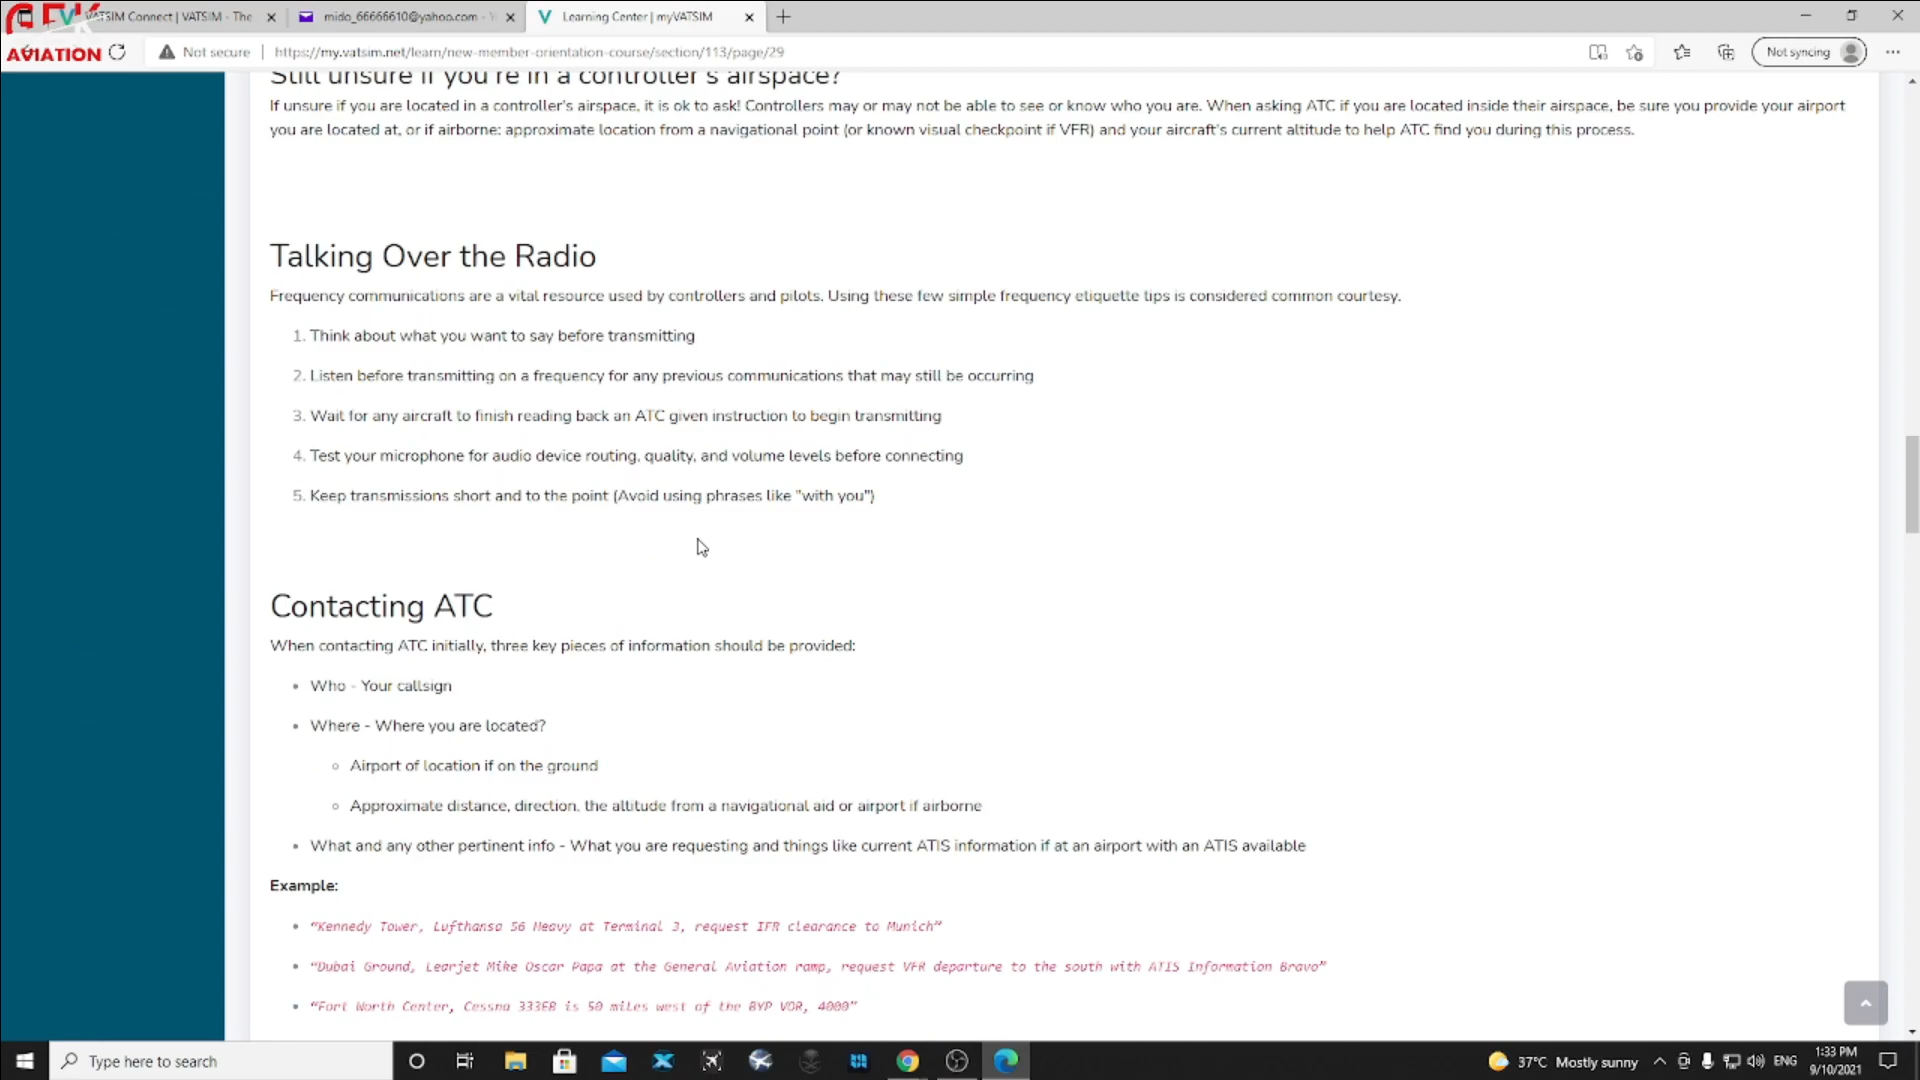 VATSIM Connect | VATSIM - The
mido_66666610@yahoo.com - Y
Learning Center | myVATSIM
AVIATION
Not secure
https://my.vatsim.net/learn/new-member-orientation-course/section/113/page/29
Not syncing
Still unsure if you're in a controller's airspace?
If unsure if you are located in a controller's airspace, it is ok to ask! Controllers may or may not be able to see or know who you are. When asking ATC if you are located inside their airspace, be sure you provide your airport
you are located at, or if airborne: approximate location from a navigational point (or known visual checkpoint if VFR) and your aircraft's current altitude to help ATC find you during this process.
Talking Over the Radio
Frequency communications are a vital resource used by controllers and pilots. Using these few simple frequency etiquette tips is considered common courtesy.
1. Think about what you want to say before transmitting
2. Listen before transmitting on a frequency for any previous communications that may still be occurring
3. Wait for any aircraft to finish reading back an ATC given instruction to begin transmitting
4. Test your microphone for audio device routing, quality, and volume levels before connecting
5. Keep transmissions short and to the point (Avoid using phrases like "with you")
Contacting ATC
When contacting ATC initially, three key pieces of information should be provided:
Who - Your callsign
Where - Where you are located?
Airport of location if on the ground
Approximate distance, direction, the altitude from a navigational aid or airport if airborne
What and any other pertinent info - What you are requesting and things like current ATIS information if at an airport with an ATIS available
Example:
"Kennedy Tower, Lufthansa 56 Heavy at Terminal 3, request IFR clearance to Munich"
"Dubai Ground, Learjet Mike Oscar Papa at the General Aviation ramp, request VFR departure to the south with ATIS Information Bravo"
"Fort Worth Center, Cessna 333EB is 50 miles west of the BYP VOR, 4000"
Type here to search
37°C Mostly sunny
ENG
1:33 PM
9/10/2021